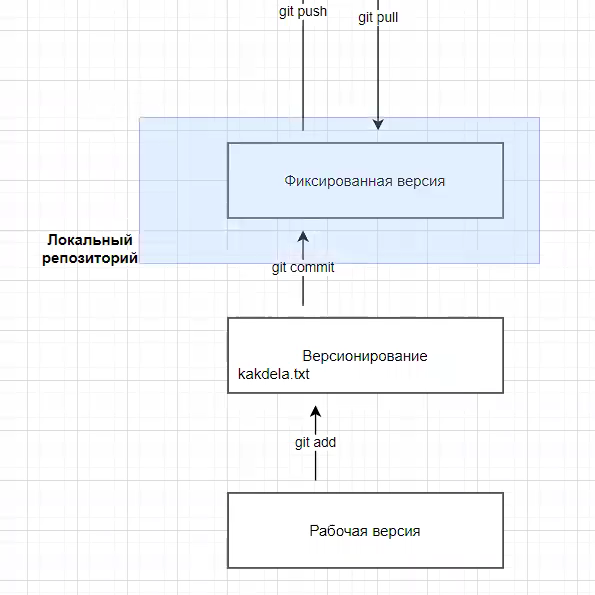 git push
git pull
Фиксированная версия
Локальный
репозиторий
git commit
Версионирование
kakdela.txt
git add
Рабочая версия